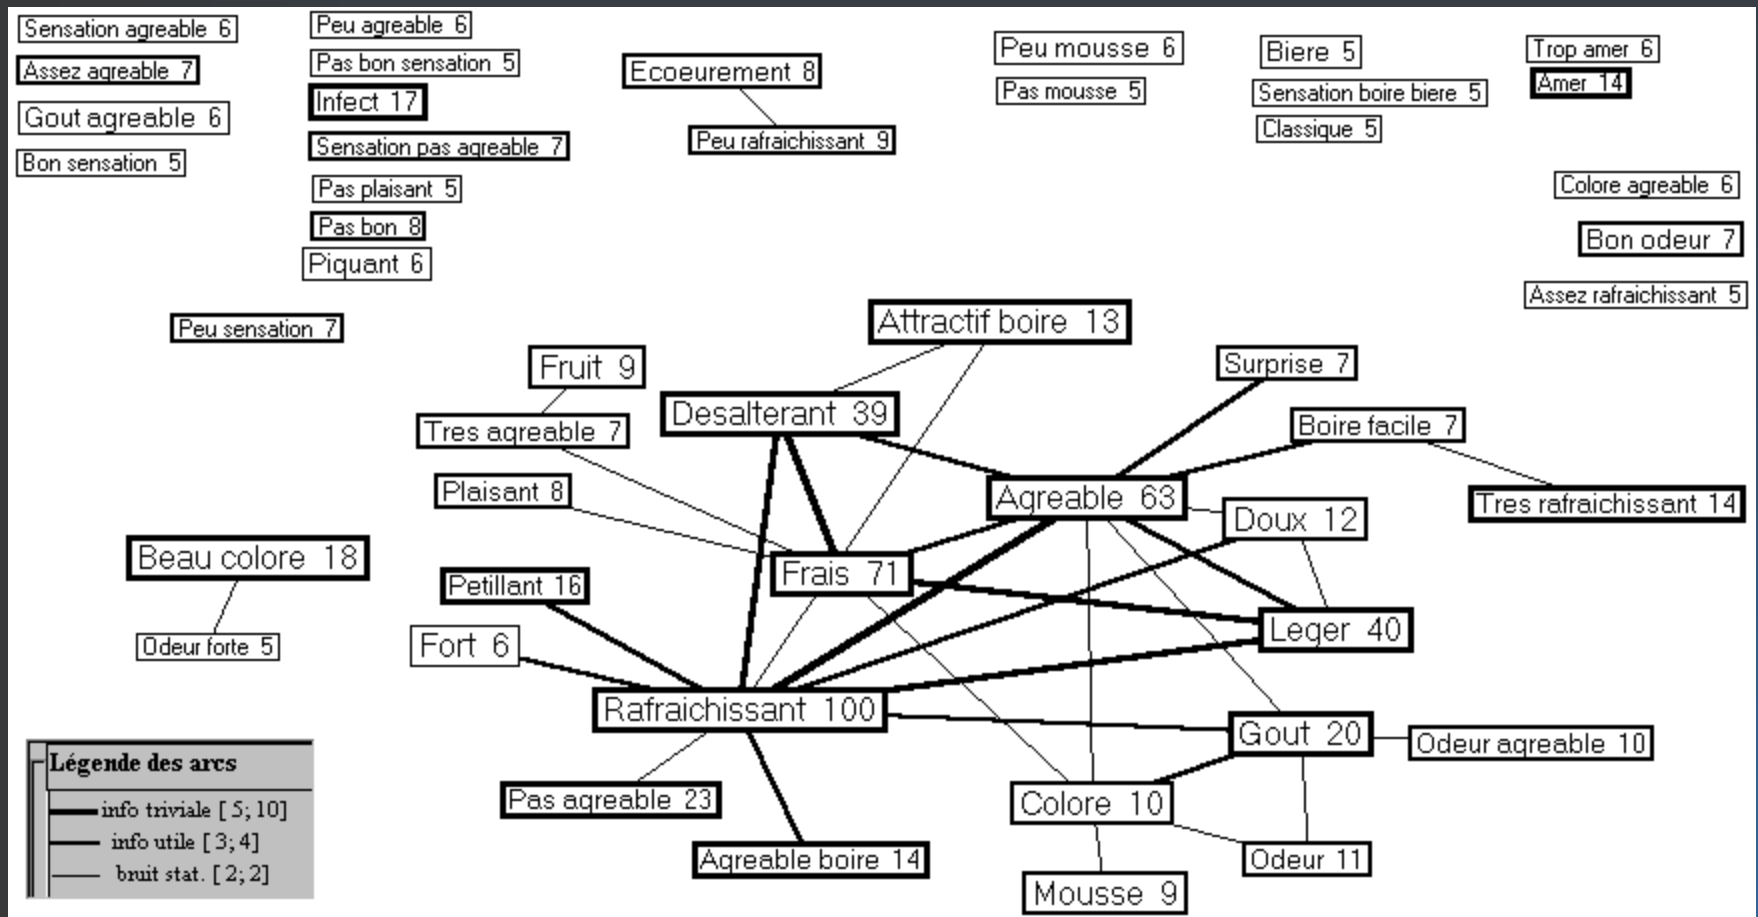 Sensation agreable 6
Assez agreable 7
Gout agreable 6
Bon sensation 5
Peu agreable 6
Pas bon sensation 5
Infect 17
Sensation pas agreable 7
Pas plaisant 5
Pas bon 8
Piquant 6
Ecoeurement 8
Peu rafraichissant 9
Peu mousse 6
Pas mousse 5
Biere 5
Sensation boire biere 5
Classique 5
Trop amer 6
Amer 14
Colore agreable 6
Bon odeur 7
Assez rafraichissant 5
Peu sensation 7
Attractif boire 13
Fruit 9
Surprise 7
Desalterant 39
Tres agreable 7
Boire facile 7
Plaisant 8
Agreable 63
Tres rafraichissant 14
Doux 12
Beau colore 18
Frais 71
Petillant 16
Leger 40
Odeur forte 5
Fort 6
Rafraichissant 100
Gout 20
Odeur agreable 10
Pas agreable 23
Colore 10
Agreable boire 14
Odeur 11
Mousse 9
Légende des arcs
info triviale [ 5; 10]
info utile [ 3; 4]
bruit stat. [ 2; 2]